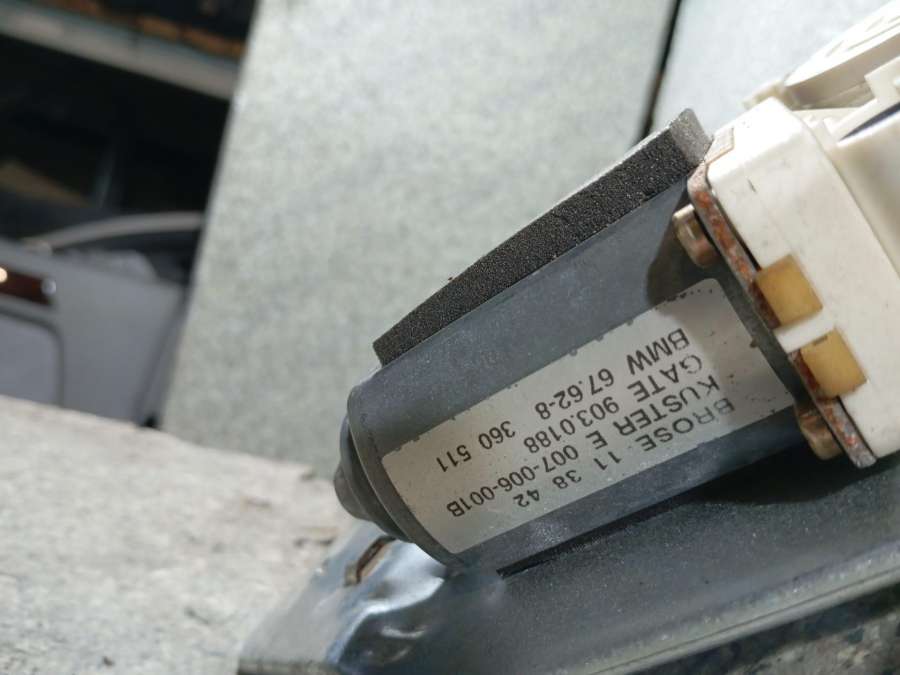 BROSE 11 38 42
KUSTER E 007-006-001B
GATE 903.0188
BMW 67.62-8 360 511